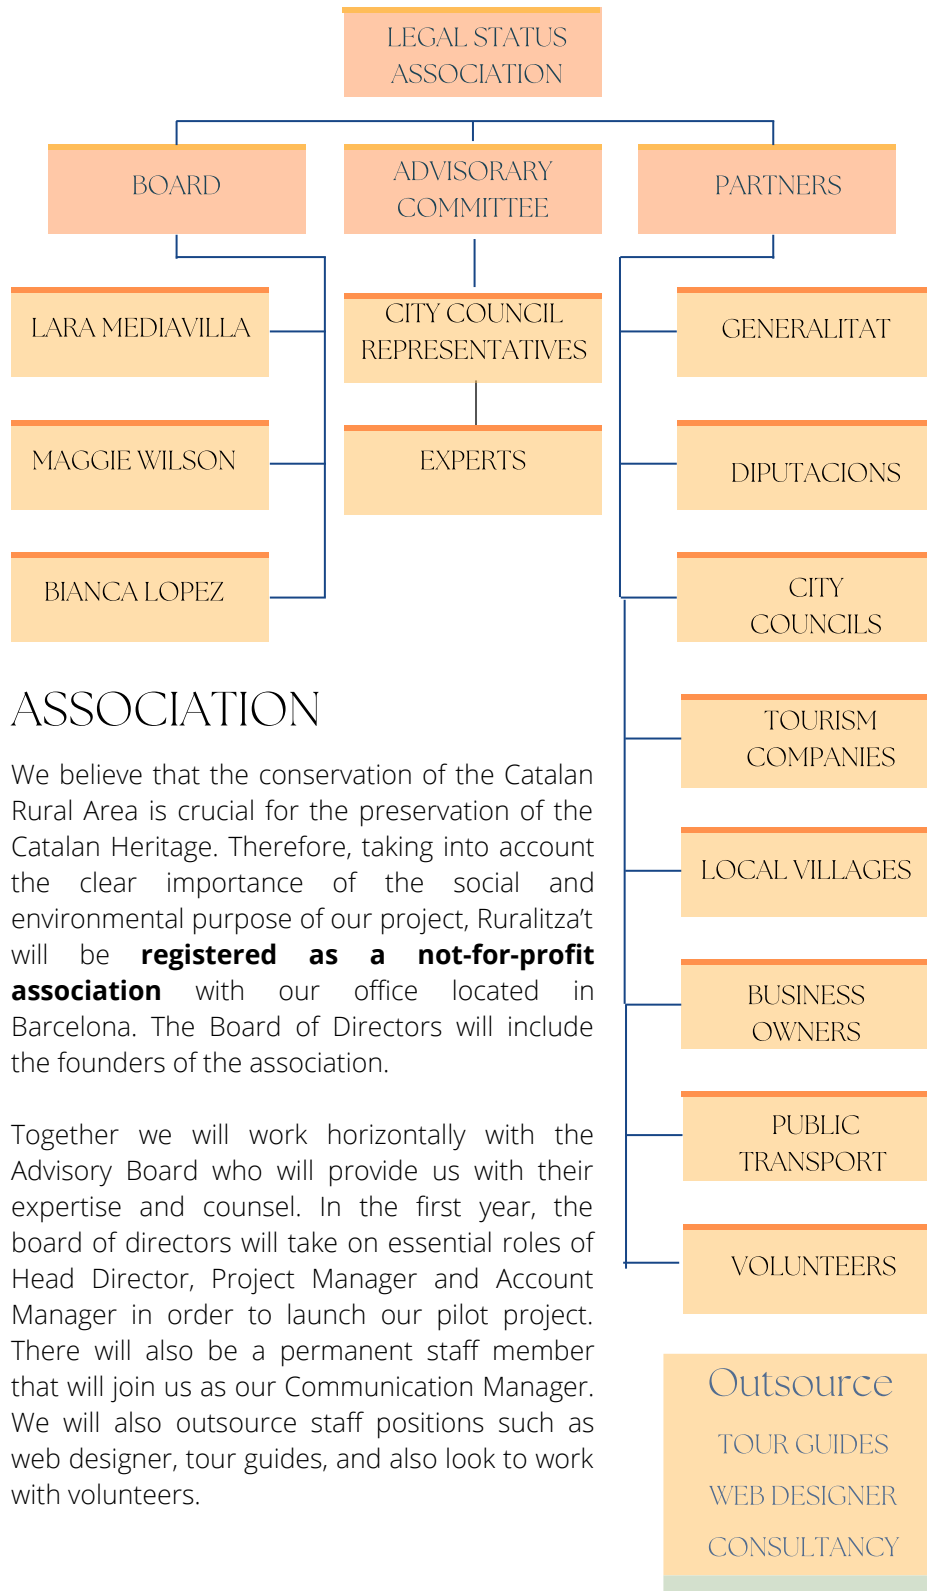 LEGAL STATUS
ASSOCIATION
BOARD
ADVISORARY
COMMITTEE
PARTNERS
LARA MEDIAVILLA
MAGGIE WILSON
BIANCA LOPEZ
CITY COUNCIL
REPRESENTATIVES
EXPERTS
GENERALITAT
DIPUTACIONS
CITY
COUNCILS
TOURISM
COMPANIES
LOCAL VILLAGES
BUSINESS
OWNERS
PUBLIC
TRANSPORT
VOLUNTEERS
ASSOCIATION
We believe that the conservation of the Catalan
Rural Area is crucial for the preservation of the
Catalan Heritage. Therefore, taking into account
the clear importance of the social and
environmental purpose of our project, Ruralitza’t
will be registered as a not-for-profit
association with our office located in
Barcelona. The Board of Directors will include
the founders of the association.
Together we will work horizontally with the
Advisory Board who will provide us with their
expertise and counsel. In the first year, the
board of directors will take on essential roles of
Head Director, Project Manager and Account
Manager in order to launch our pilot project.
There will also be a permanent staff member
that will join us as our Communication Manager.
We will also outsource staff positions such as
web designer, tour guides, and also look to work
with volunteers.
Outsource
TOUR GUIDES
WEB DESIGNER
CONSULTANCY